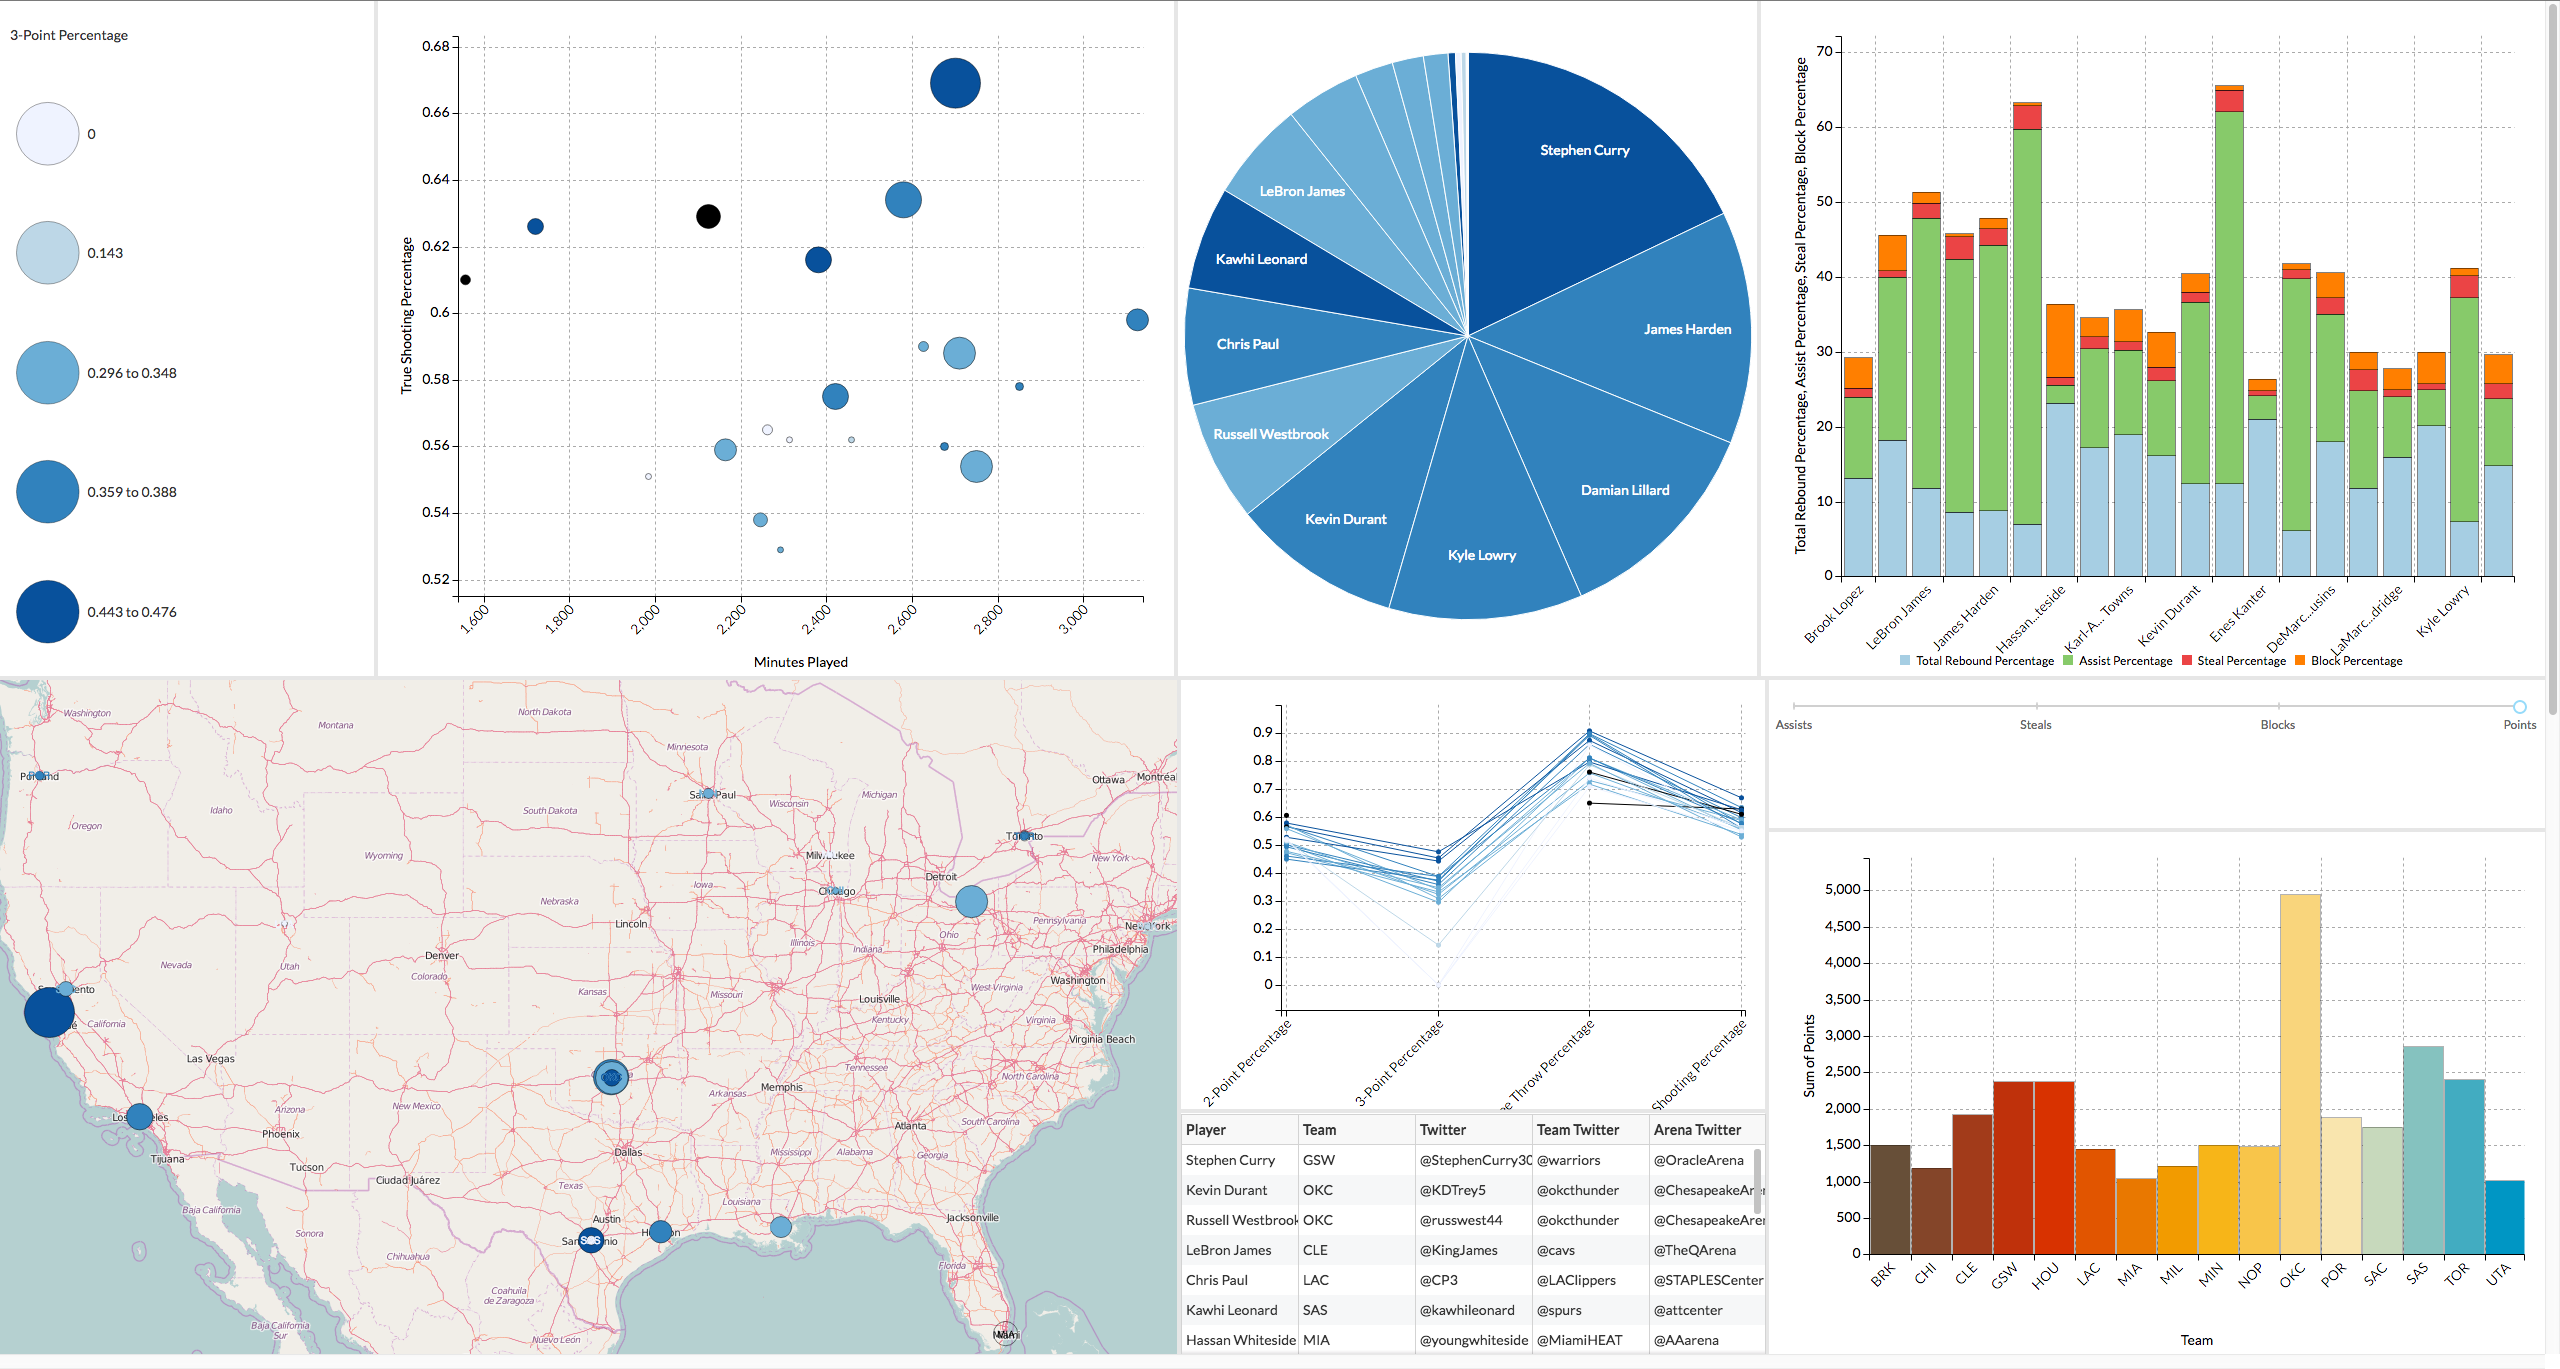 3-Point Percentage
0
0.143
0.296 to 0.348
0.359 to 0.388
0.443 to 0.476
True Shooting Percentage
0.68
0.66
0.64
0.62
0.6
0.58
0.56
0.54
0.52
1,600
1,800
2,000
2,200
2,400
2,600
2,800
3,000
Minutes Played
Stephen Curry
LeBron James
Kawhi Leonard
James Harden
Chris Paul
Russell Westbrook
Damian Lillard
Kevin Durant
Kyle Lowry
Total Rebound Percentage, Assist Percentage, Steal Percentage, Block Percentage
70
60
50
40
30
20
10
0
Brook Lopez
LeBron James
James Harden
Hassan...teside
Karl-A... Towns
Kevin Durant
Enes Kanter
DeMarc...usins
LaMarc...dridge
Kyle Lowry
Total Rebound Percentage Assist Percentage Steal Percentage Block Percentage
Washington
Montana
North Dakota
Minnesota
Ottawa
Montréal
Oregon
Idaho
South Dakota
Wisconsin
Michigan
Wyoming
New York
Iowa
Detroit
Nebraska
Lincoln
Pennsylvania
New York
Illinois
Indiana
Ohio
Philadelphia
Nevada
Utah
Denver
Colorado
Washington
Kansas
Missouri
West Virginia
Louisville
California
Kentucky
Virginia
Virginia Beach
Las Vegas
Tennessee
North Carolina
OKC
Memphis
Arkansas
Arizona
New Mexico
Phoenix
Atlanta
South Carolina
Dallas
Mississippi
Alabama
Georgia
Tijuana
Tucson
Ciudad Juárez
Texas
Louisiana
Baja California
Sonora
Austin
Jacksonville
SAS
Chihuahua
Florida
Coahuila
de Zaragoza
Baja California
Sur
Nuevo León
MIA
0.9
0.8
0.7
0.6
0.5
0.4
0.3
0.2
0.1
0
2-Point Percentage
3-Point Percentage
Throw Percentage
Shooting Percentage
Player Team Twitter Team Twitter Arena Twitter
Stephen Curry GSW @StephenCurry30 @warriors @OracleArena
Kevin Durant OKC @KDTrey5 @okcthunder @ChesapeakeAren
Russell Westbrook OKC @russwest44 @okcthunder @ChesapeakeAren
LeBron James CLE @KingJames @cavs @TheQArena
Chris Paul LAC @CP3 @LAClippers @STAPLESCenter
Kawhi Leonard SAS @kawhileonard @spurs @attcenter
Hassan Whiteside MIA @youngwhiteside @MiamiHEAT @AAarena
Assists Steals Blocks Points
Sum of Points
5,000
4,500
4,000
3,500
3,000
2,500
2,000
1,500
1,000
500
0
BRK
CHI
CLE
GSW
HOU
LAC
MIA
MIL
MIN
NOP
OKC
POR
SAC
SAS
TOR
UTA
Team